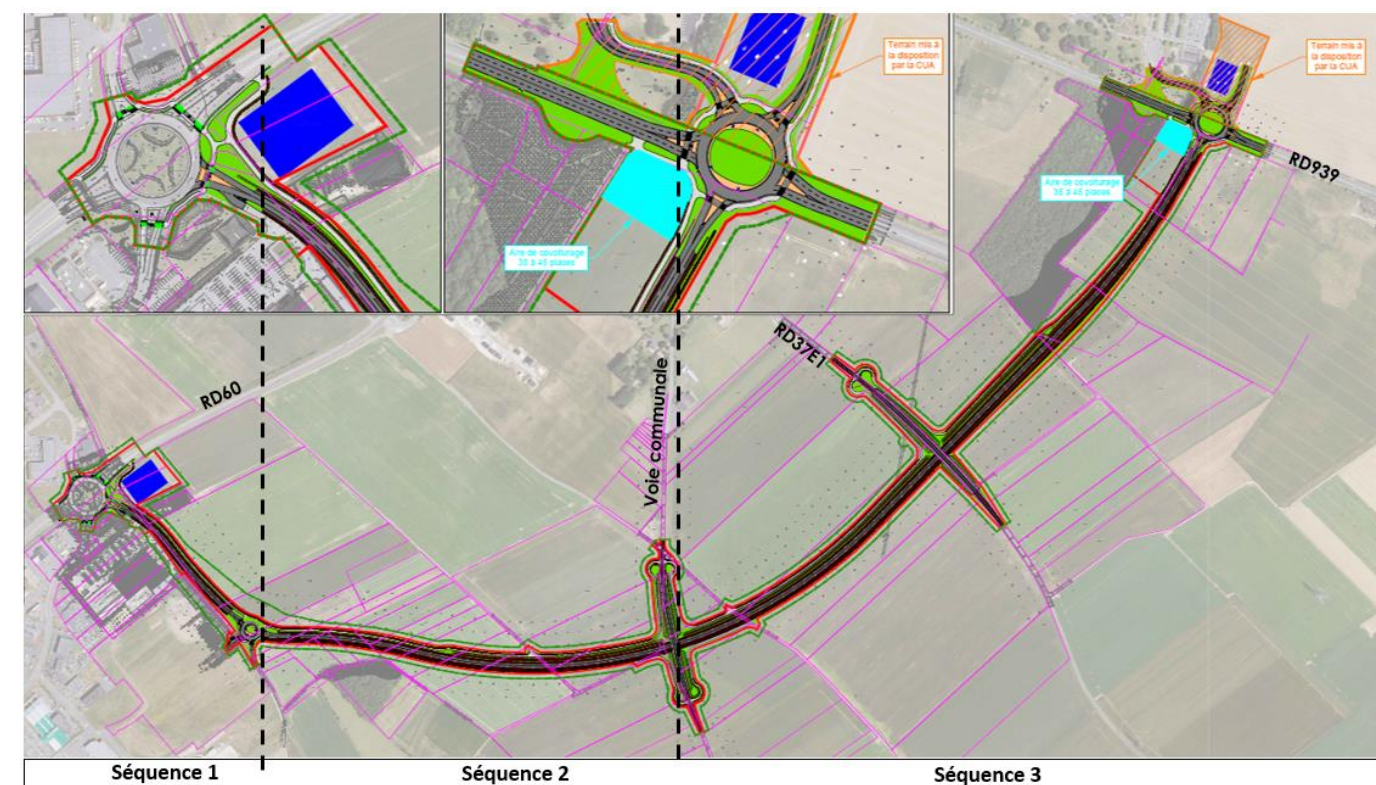 Terrain mis à
la disposition
par la CUA
Terrain mis à
la disposition
par la CUA
Aire de covoiturage
35 à 45 places
Aire de covoiturage
35 à 45 places
RD939
RD37E1
RD60
Voie communale
Séquence 1
Séquence 2
Séquence 3